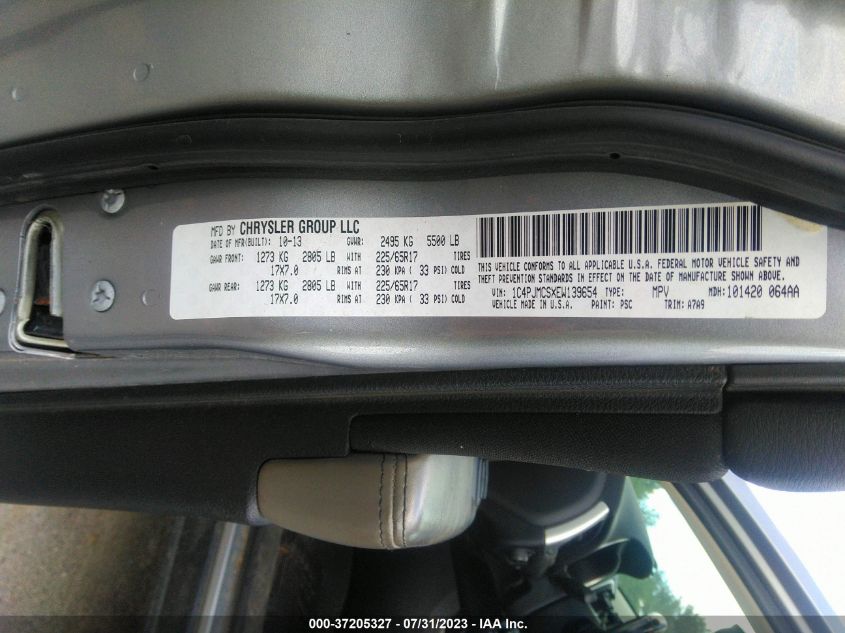 MFD BY CHRYSLER GROUP LLC
DATE OF MFR(BUILT): 10-13 GVWR: 2495 KG 5500 LB
GAWR FRONT: 1273 KG 2805 LB WITH 225/65R17 TIRES
17X7.0 RIMS AT 230 KPA ( 33 PSI) COLD
GAWR REAR: 1273 KG 2805 LB WITH 225/65R17 TIRES
17X7.0 RIMS AT 230 KPA ( 33 PSI) COLD
THIS VEHICLE CONFORMS TO ALL APPLICABLE U.S.A. FEDERAL MOTOR VEHICLE SAFETY AND
THEFT PREVENTION STANDARDS IN EFFECT ON THE DATE OF MANUFACTURE SHOWN ABOVE.
VIN: 1C4PJMCSXEW139654 TYPE: MPV MDH: 101420 064AA
VEHICLE MADE IN U.S.A. PAINT: PSC TRIM: A7A9
000-37205327 - 07/31/2023 - IAA Inc.